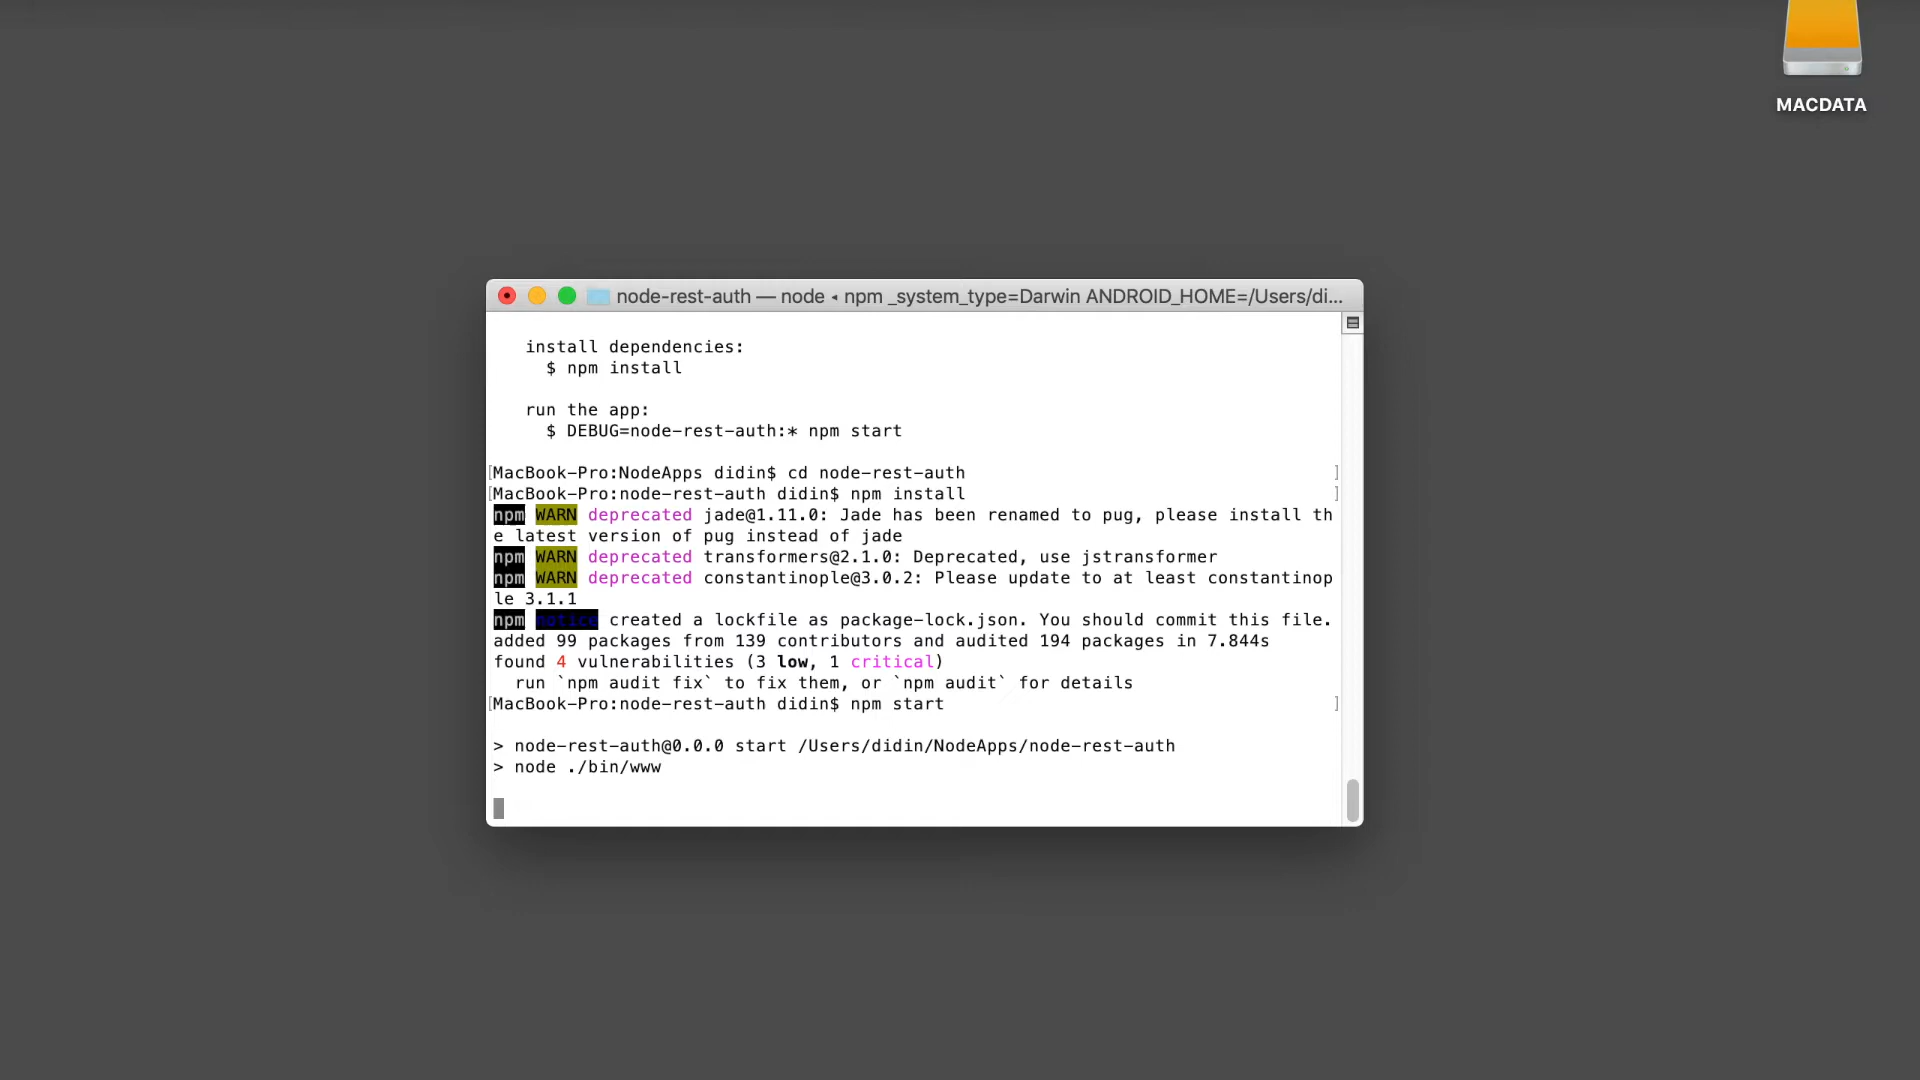 MACDATA
node-rest-auth — node ◂ npm _system_type=Darwin ANDROID_HOME=/Users/di...
install dependencies:
$ npm install
run the app:
$ DEBUG=node-rest-auth:* npm start
[MacBook-Pro:NodeApps didin$ cd node-rest-auth ]
[MacBook-Pro:node-rest-auth didin$ npm install ]
npm WARN deprecated jade@1.11.0: Jade has been renamed to pug, please install th
e latest version of pug instead of jade
npm WARN deprecated transformers@2.1.0: Deprecated, use jstransformer
npm WARN deprecated constantinople@3.0.2: Please update to at least constantinop
le 3.1.1
npm notice created a lockfile as package-lock.json. You should commit this file.
added 99 packages from 139 contributors and audited 194 packages in 7.844s
found 4 vulnerabilities (3 low, 1 critical)
run `npm audit fix` to fix them, or `npm audit` for details
[MacBook-Pro:node-rest-auth didin$ npm start ]
> node-rest-auth@0.0.0 start /Users/didin/NodeApps/node-rest-auth
> node ./bin/www